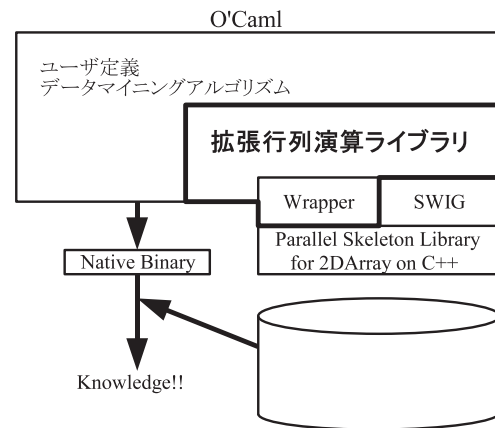 O'Caml
ユーザ定義
データマイニングアルゴリズム
拡張行列演算ライブラリ
Wrapper
SWIG
Parallel Skeleton Library
for 2DArray on C++
Native Binary
Knowledge!!